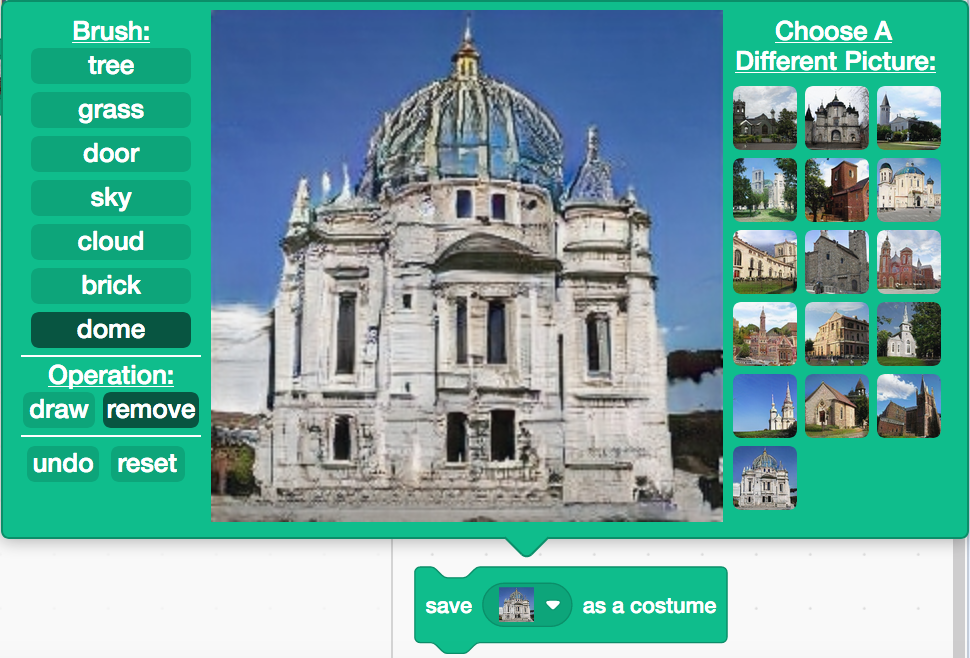 Brush:
tree
grass
door
sky
cloud
brick
dome
Operation:
draw remove
undo reset
Choose A
Different Picture:
save as a costume